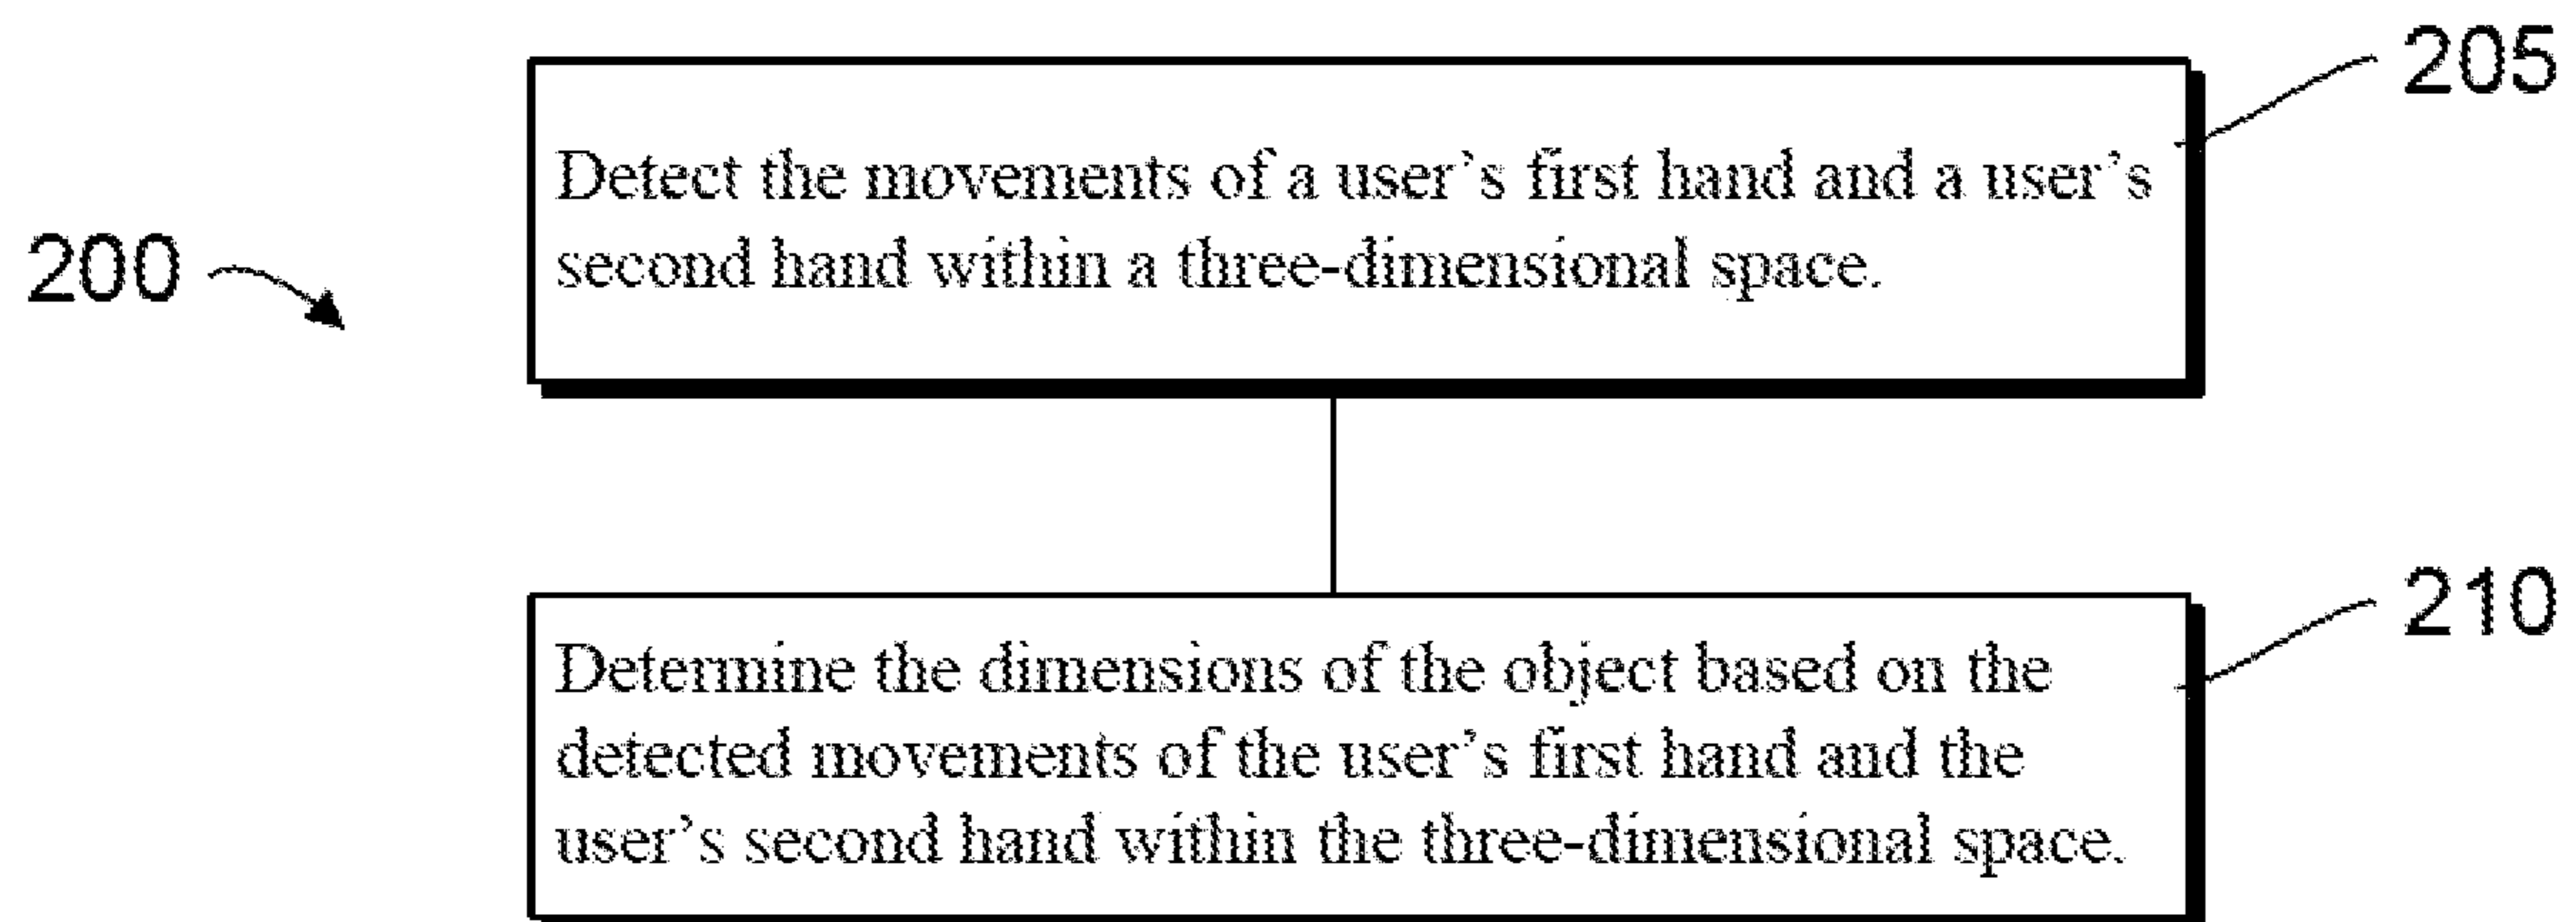 205
Detect the movements of a user's first hand and a user's
second hand within a three-dimensional space.
200
210
Determine the dimensions of the object based on the
detected movements of the user's first hand and the
user's second hand within the three-dimensional space.